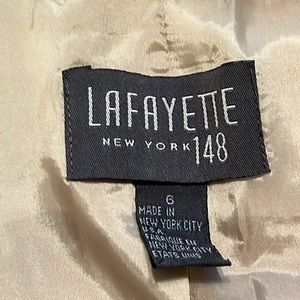 LAFAYETTE
NEW YORK 148
6
MADE IN
NEW YORK CITY
U.S.A.
FABRIQUE EN
NEW YORK CITY
ETATS UNIS